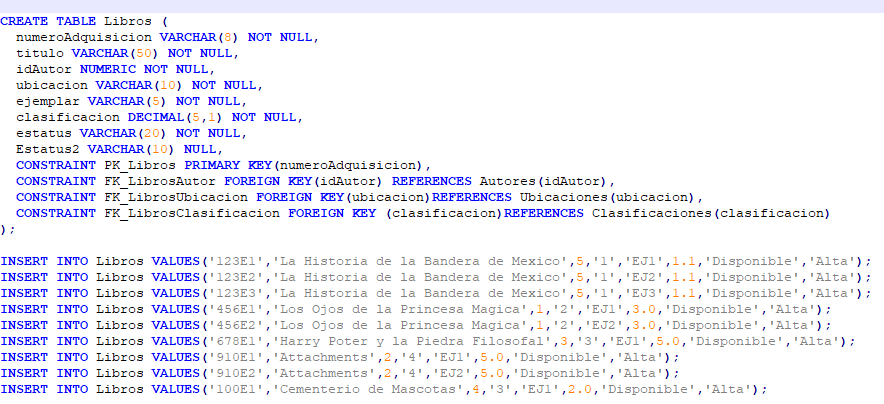 CREATE TABLE Libros (
numeroAdquisicion VARCHAR(8) NOT NULL,
titulo VARCHAR(50) NOT NULL,
idAutor NUMERIC NOT NULL,
ubicacion VARCHAR(10) NOT NULL,
ejemplar VARCHAR(5) NOT NULL,
clasificacion DECIMAL(5,1) NOT NULL,
estatus VARCHAR(20) NOT NULL,
Estatus2 VARCHAR(10) NULL,
CONSTRAINT PK_Libros PRIMARY KEY(numeroAdquisicion),
CONSTRAINT FK_LibrosAutor FOREIGN KEY(idAutor) REFERENCES Autores(idAutor),
CONSTRAINT FK_LibrosUbicacion FOREIGN KEY(ubicacion)REFERENCES Ubicaciones(ubicacion),
CONSTRAINT FK_LibrosClasificacion FOREIGN KEY (clasificacion)REFERENCES Clasificaciones(clasificacion)
);
INSERT INTO Libros VALUES('123E1','La Historia de la Bandera de Mexico',5,'1','EJ1',1.1,'Disponible','Alta');
INSERT INTO Libros VALUES('123E2','La Historia de la Bandera de Mexico',5,'1','EJ2',1.1,'Disponible','Alta');
INSERT INTO Libros VALUES('123E3','La Historia de la Bandera de Mexico',5,'1','EJ3',1.1,'Disponible','Alta');
INSERT INTO Libros VALUES('456E1','Los Ojos de la Princesa Magica',1,'2','EJ1',3.0,'Disponible','Alta');
INSERT INTO Libros VALUES('456E2','Los Ojos de la Princesa Magica',1,'2','EJ2',3.0,'Disponible','Alta');
INSERT INTO Libros VALUES('678E1','Harry Poter y la Piedra Filosofal',3,'3','EJ1',5.0,'Disponible','Alta');
INSERT INTO Libros VALUES('910E1','Attachments',2,'4','EJ1',5.0,'Disponible','Alta');
INSERT INTO Libros VALUES('910E2','Attachments',2,'4','EJ2',5.0,'Disponible','Alta');
INSERT INTO Libros VALUES('100E1','Cementerio de Mascotas',4,'3','EJ1',2.0,'Disponible','Alta');